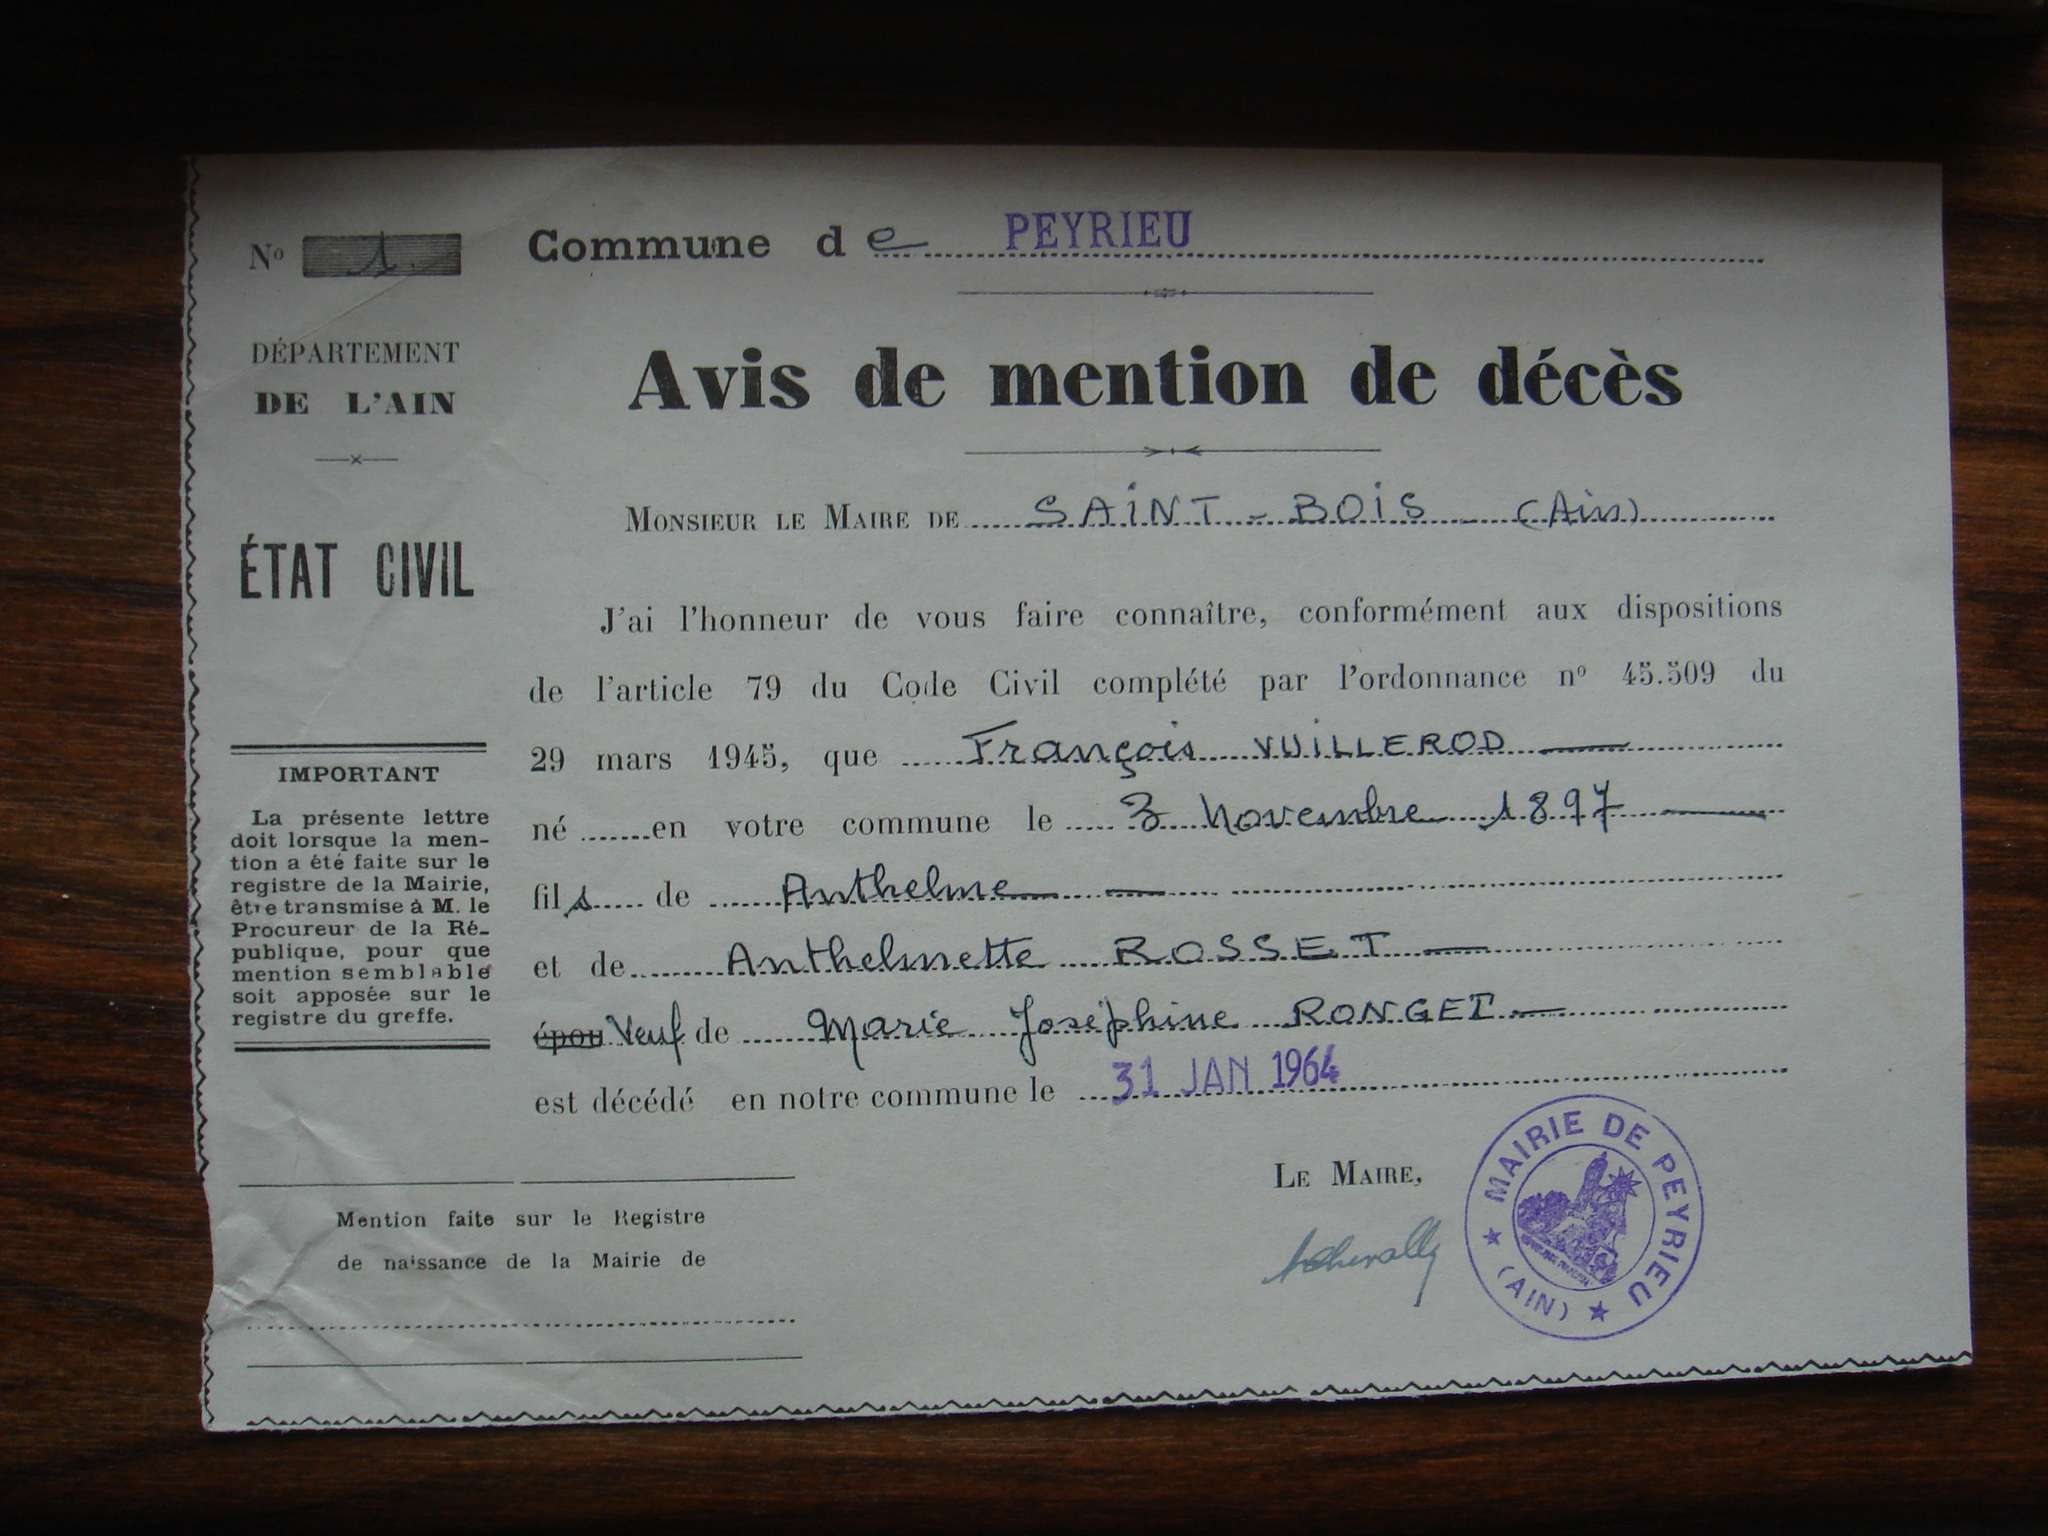 Nº 1
DÉPARTEMENT
DE L'AIN
ÉTAT CIVIL
IMPORTANT
La présente lettre
doit lorsque la men-
tion a été faite sur le
registre de la Mairie,
être transmise à M. le
Procureur de la Ré-
publique, pour que
mention semblable
soit apposée sur le
registre du greffe.
Commune de PEYRIEU
Avis de mention de décès
MONSIEUR LE MAIRE DE SAINT-BOIS (Ain)
J'ai l'honneur de vous faire connaître, conformément aux dispositions
de l'article 79 du Code Civil complété par l'ordonnance nº 45.509 du
29 mars 1945, que François VUILLEROD
né en votre commune le 3 Novembre 1897
fils de Anthelme
et de Anthelmette ROSSET
épou Veuf de Marie Joséphine RONGET
est décédé en notre commune le 31 JAN 1964
LE MAIRE,
MAIRIE DE PEYRIEU
(AIN)
Mention faite sur le Registre
de naissance de la Mairie de